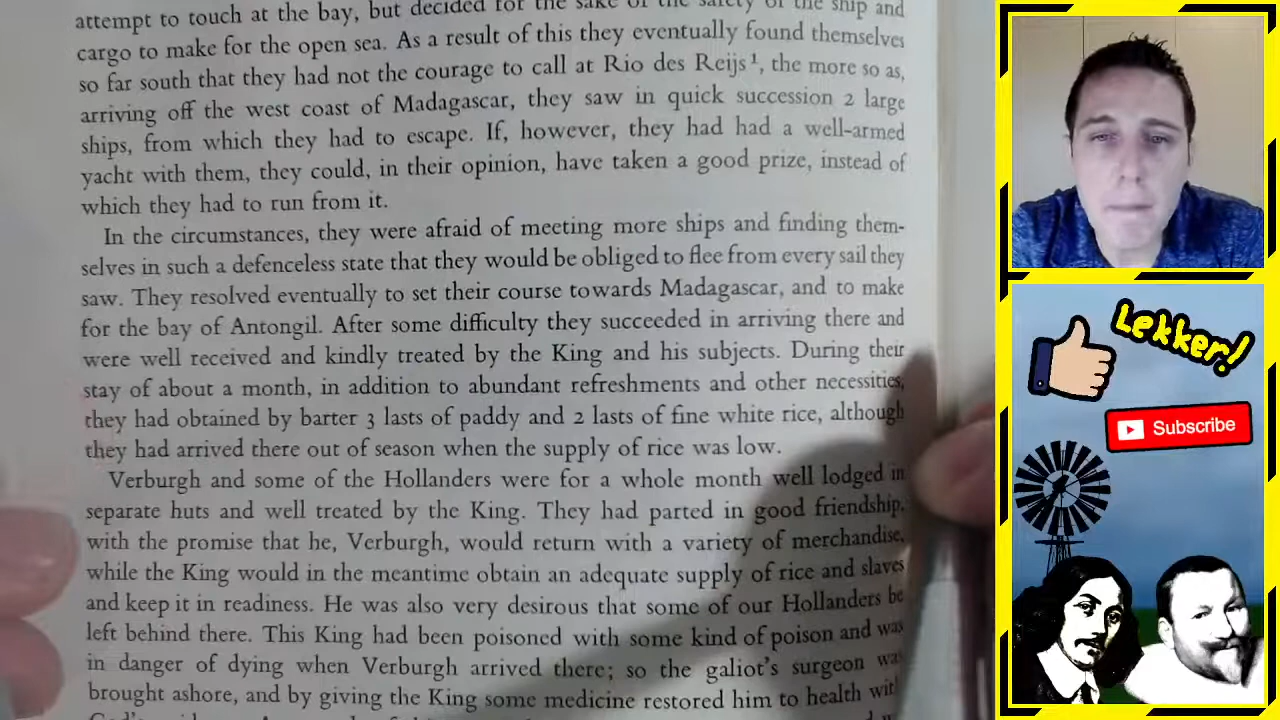 attempt to touch at the bay, but decided for the sake of the safety of the ship and
cargo to make for the open sea. As a result of this they eventually found themselves
so far south that they had not the courage to call at Rio des Reijs¹, the more so as,
arriving off the west coast of Madagascar, they saw in quick succession 2 large
ships, from which they had to escape. If, however, they had had a well-armed
yacht with them, they could, in their opinion, have taken a good prize, instead of
which they had to run from it.
In the circumstances, they were afraid of meeting more ships and finding them-
selves in such a defenceless state that they would be obliged to flee from every sail they
saw. They resolved eventually to set their course towards Madagascar, and to make
for the bay of Antongil. After some difficulty they succeeded in arriving there and
were well received and kindly treated by the King and his subjects. During their
stay of about a month, in addition to abundant refreshments and other necessities,
they had obtained by barter 3 lasts of paddy and 2 lasts of fine white rice, although
they had arrived there out of season when the supply of rice was low.
Verburgh and some of the Hollanders were for a whole month well lodged in
separate huts and well treated by the King. They had parted in good friendship,
with the promise that he, Verburgh, would return with a variety of merchandise,
while the King would in the meantime obtain an adequate supply of rice and slaves
and keep it in readiness. He was also very desirous that some of our Hollanders be
left behind there. This King had been poisoned with some kind of poison and was
in danger of dying when Verburgh arrived there; so the galiot's surgeon was
brought ashore, and by giving the King some medicine restored him to health with
Lekker!
Subscribe